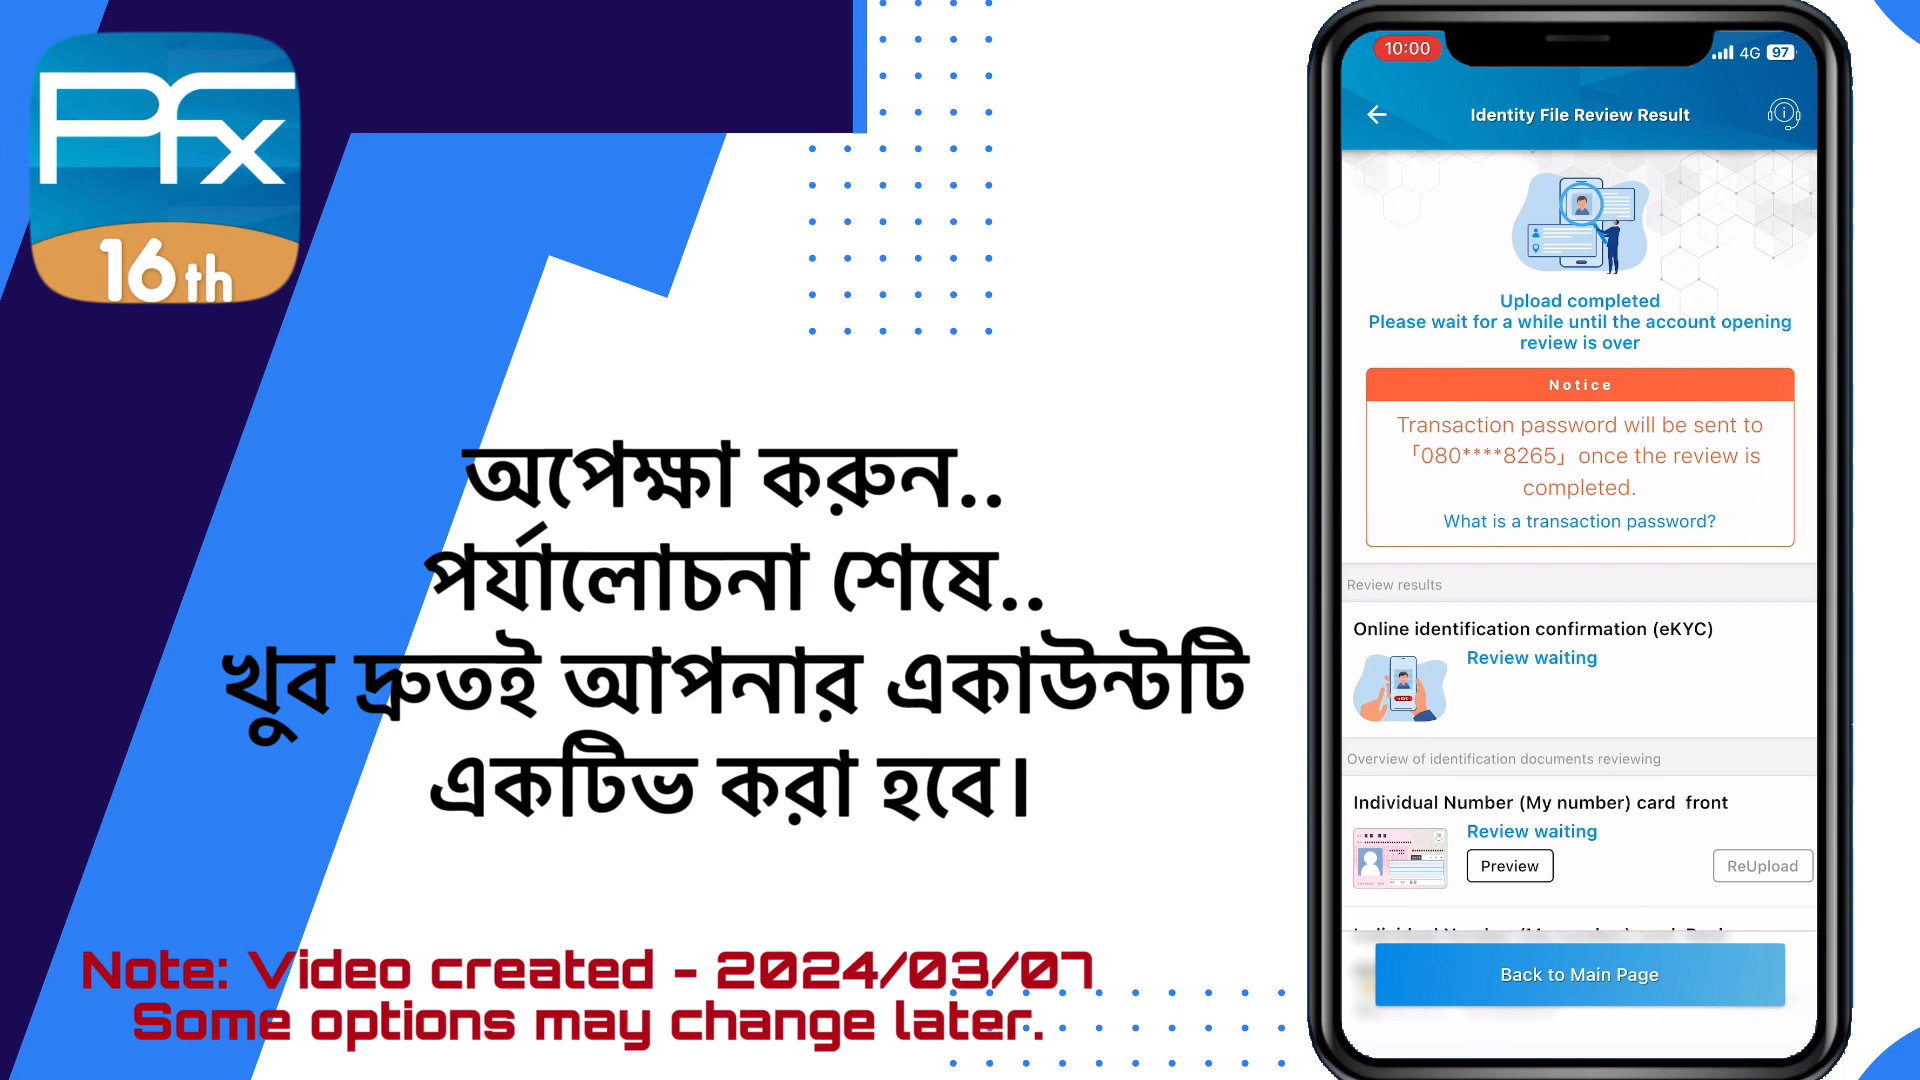 Pfx
16th
অপেক্ষা করুন..
পর্যালোচনা শেষে..
খুব দ্রুতই আপনার একাউন্টটি
একটিভ করা হবে।
Note: Video created - 2024/03/07
Some options may change later.
10:00
4G 97
Identity File Review Result
Upload completed
Please wait for a while until the account opening
review is over
Notice
Transaction password will be sent to
「080****8265」 once the review is
completed.
What is a transaction password?
Review results
Online identification confirmation (eKYC)
Review waiting
Overview of identification documents reviewing
Individual Number (My number) card front
Review waiting
Preview
ReUpload
Back to Main Page